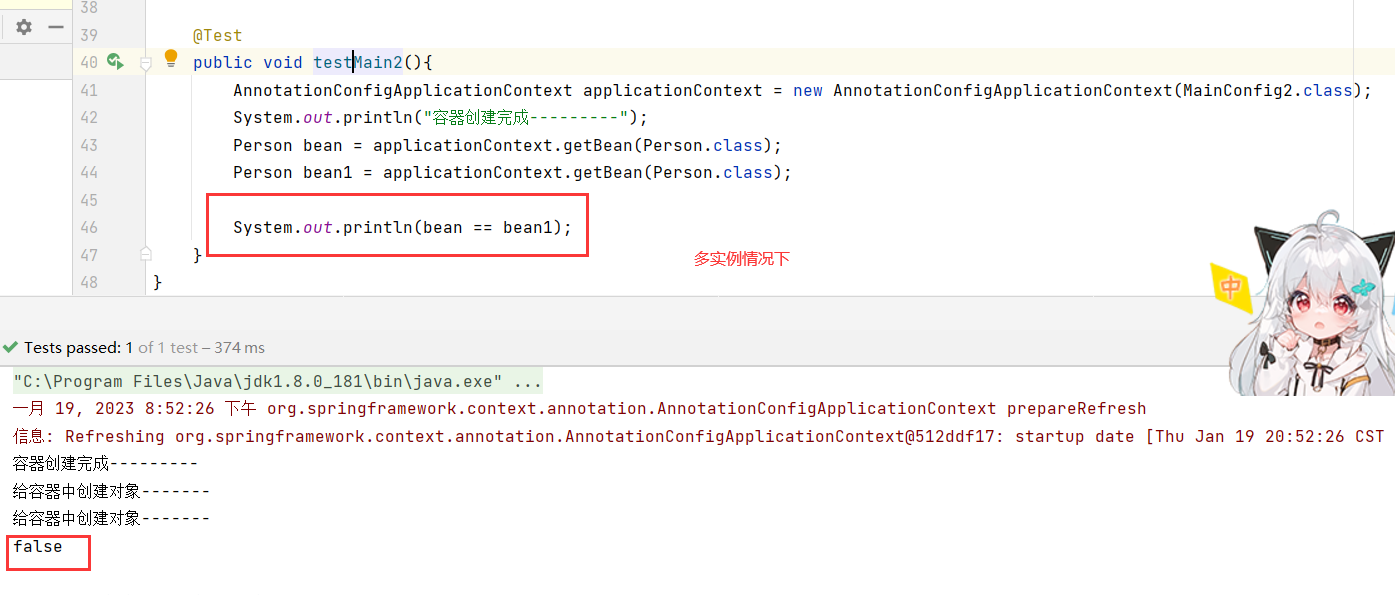 38
39 @Test
40 public void testMain2(){
41 AnnotationConfigApplicationContext applicationContext = new AnnotationConfigApplicationContext(MainConfig2.class);
42 System.out.println("容器创建完成---------");
43 Person bean = applicationContext.getBean(Person.class);
44 Person bean1 = applicationContext.getBean(Person.class);
45
46 System.out.println(bean == bean1);
47 }
多实例情况下
48 }
中
Tests passed: 1 of 1 test – 374 ms
"C:\Program Files\Java\jdk1.8.0_181\bin\java.exe" ...
一月 19, 2023 8:52:26 下午 org.springframework.context.annotation.AnnotationConfigApplicationContext prepareRefresh
信息: Refreshing org.springframework.context.annotation.AnnotationConfigApplicationContext@512ddf17: startup date [Thu Jan 19 20:52:26 CST
容器创建完成---------
给容器中创建对象-------
给容器中创建对象-------
false